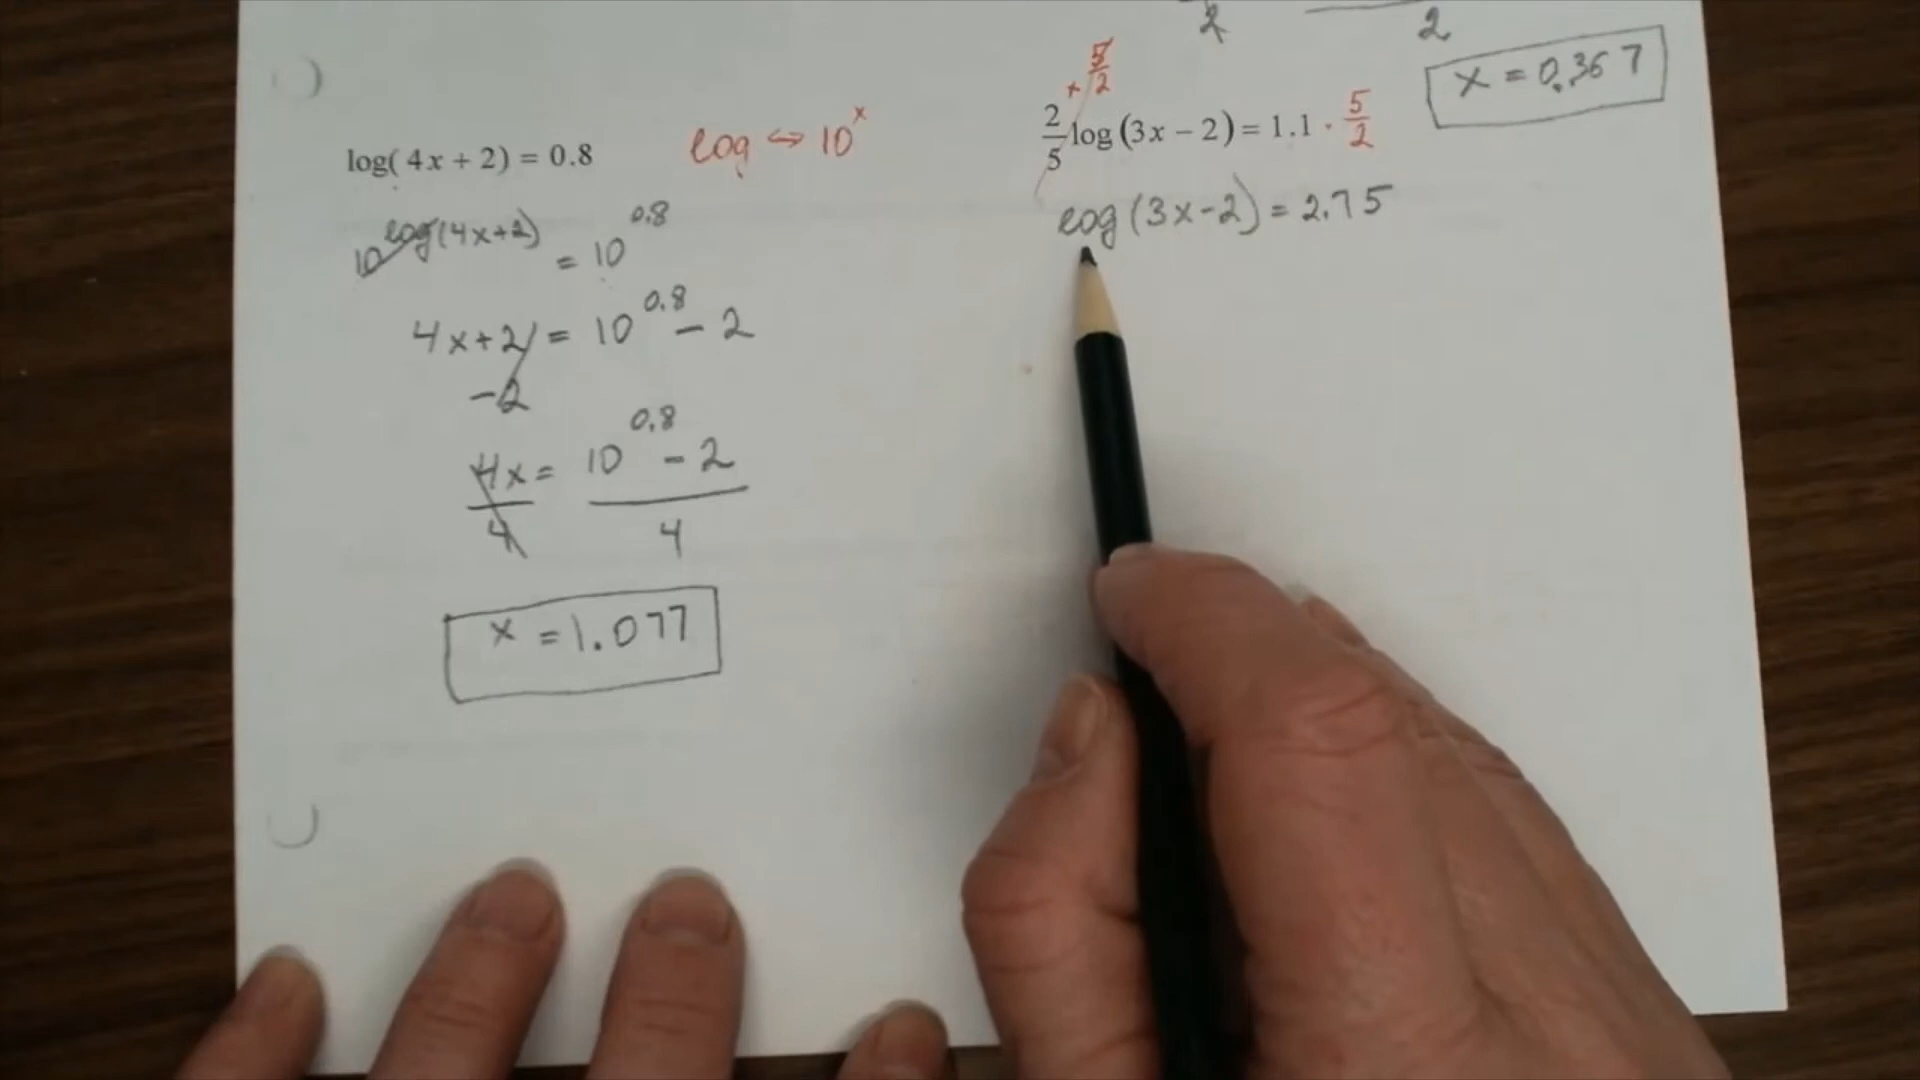 2
2
x = 0.367
log( 4x + 2) = 0.8
log ⇔ 10^x
10^log(4x+2) = 10^0.8
4x+2 = 10^0.8 - 2
-2
4x = 10^0.8 - 2
4 4
x = 1.077
× 5/2
2/5 log (3x − 2) = 1.1 · 5/2
log (3x-2) = 2.75